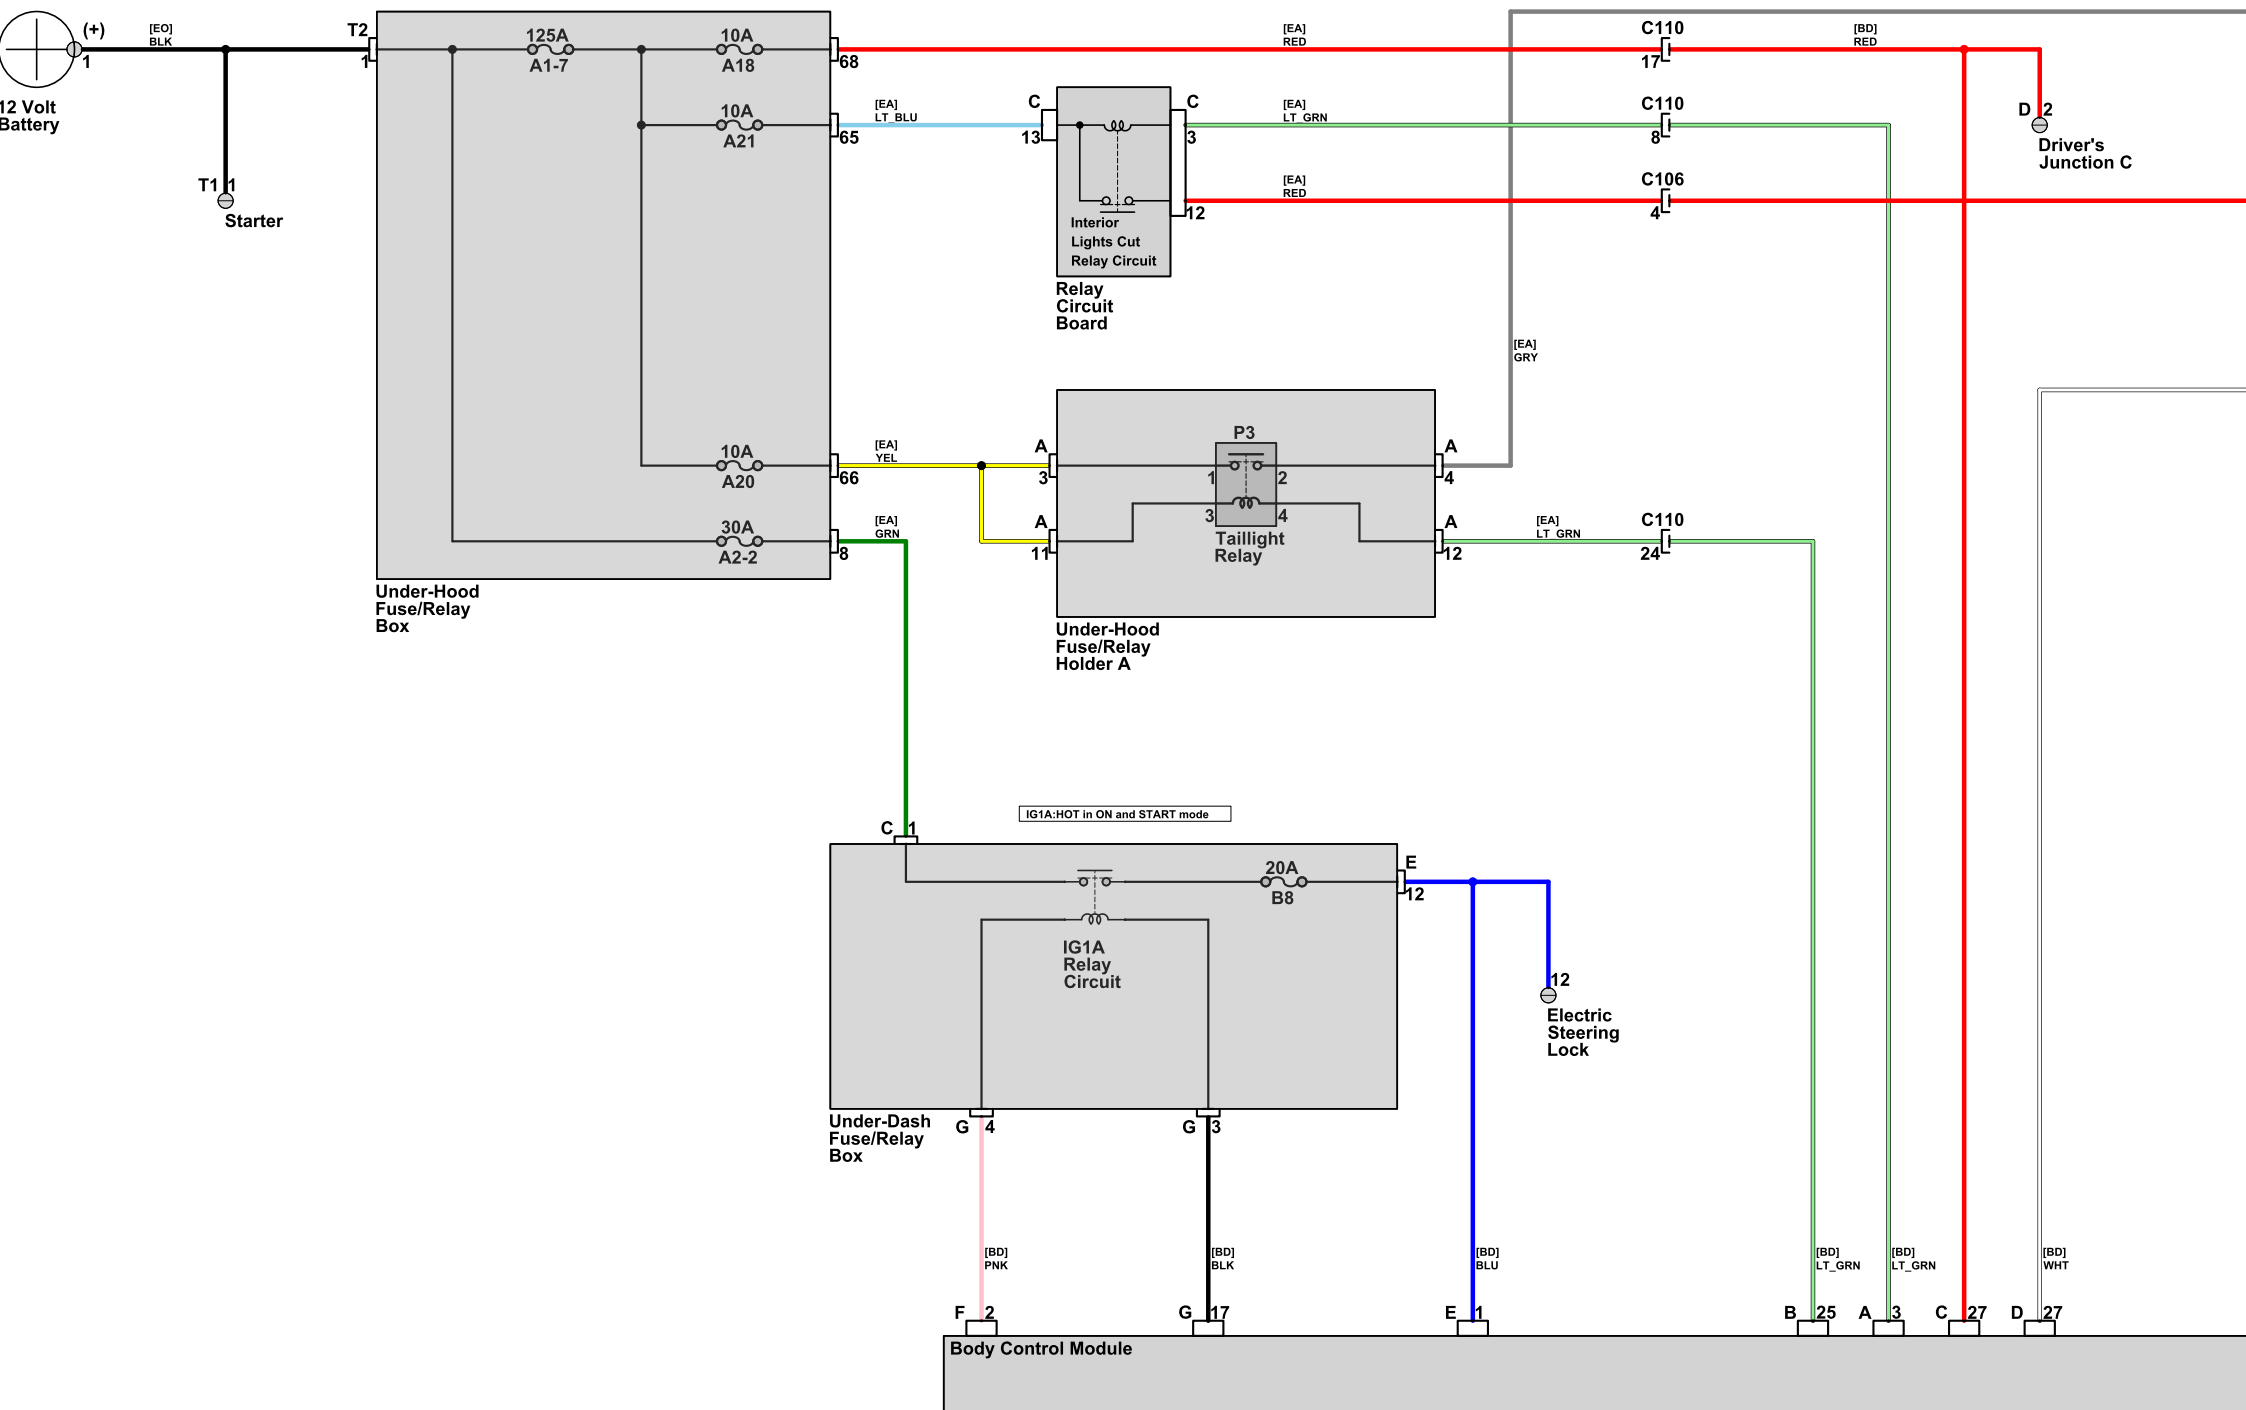 (+)
1
12 Volt
Battery
[EO]
BLK
T1 1
Starter
T2
1
125A
A1-7
10A
A18
10A
A21
10A
A20
30A
A2-2
68
65
66
8
Under-Hood
Fuse/Relay
Box
[EA]
RED
C110
17
[BD]
RED
D 2
Driver's
Junction C
[EA]
LT_BLU
C
13
C
3
12
Interior
Lights Cut
Relay Circuit
Relay
Circuit
Board
[EA]
LT_GRN
C110
8
[EA]
RED
C106
4
[EA]
GRY
[EA]
YEL
A
3
A
11
P3
1
2
3
4
Taillight
Relay
A
4
A
12
Under-Hood
Fuse/Relay
Holder A
[EA]
LT_GRN
C110
24
[EA]
GRN
IG1A:HOT in ON and START mode
C 1
20A
B8
E
12
IG1A
Relay
Circuit
12
Electric
Steering
Lock
Under-Dash
Fuse/Relay
Box
G 4
G 3
[BD]
PNK
[BD]
BLK
[BD]
BLU
[BD]
LT_GRN
[BD]
LT_GRN
[BD]
WHT
F 2
G 17
E 1
B 25
A 3
C 27
D 27
Body Control Module